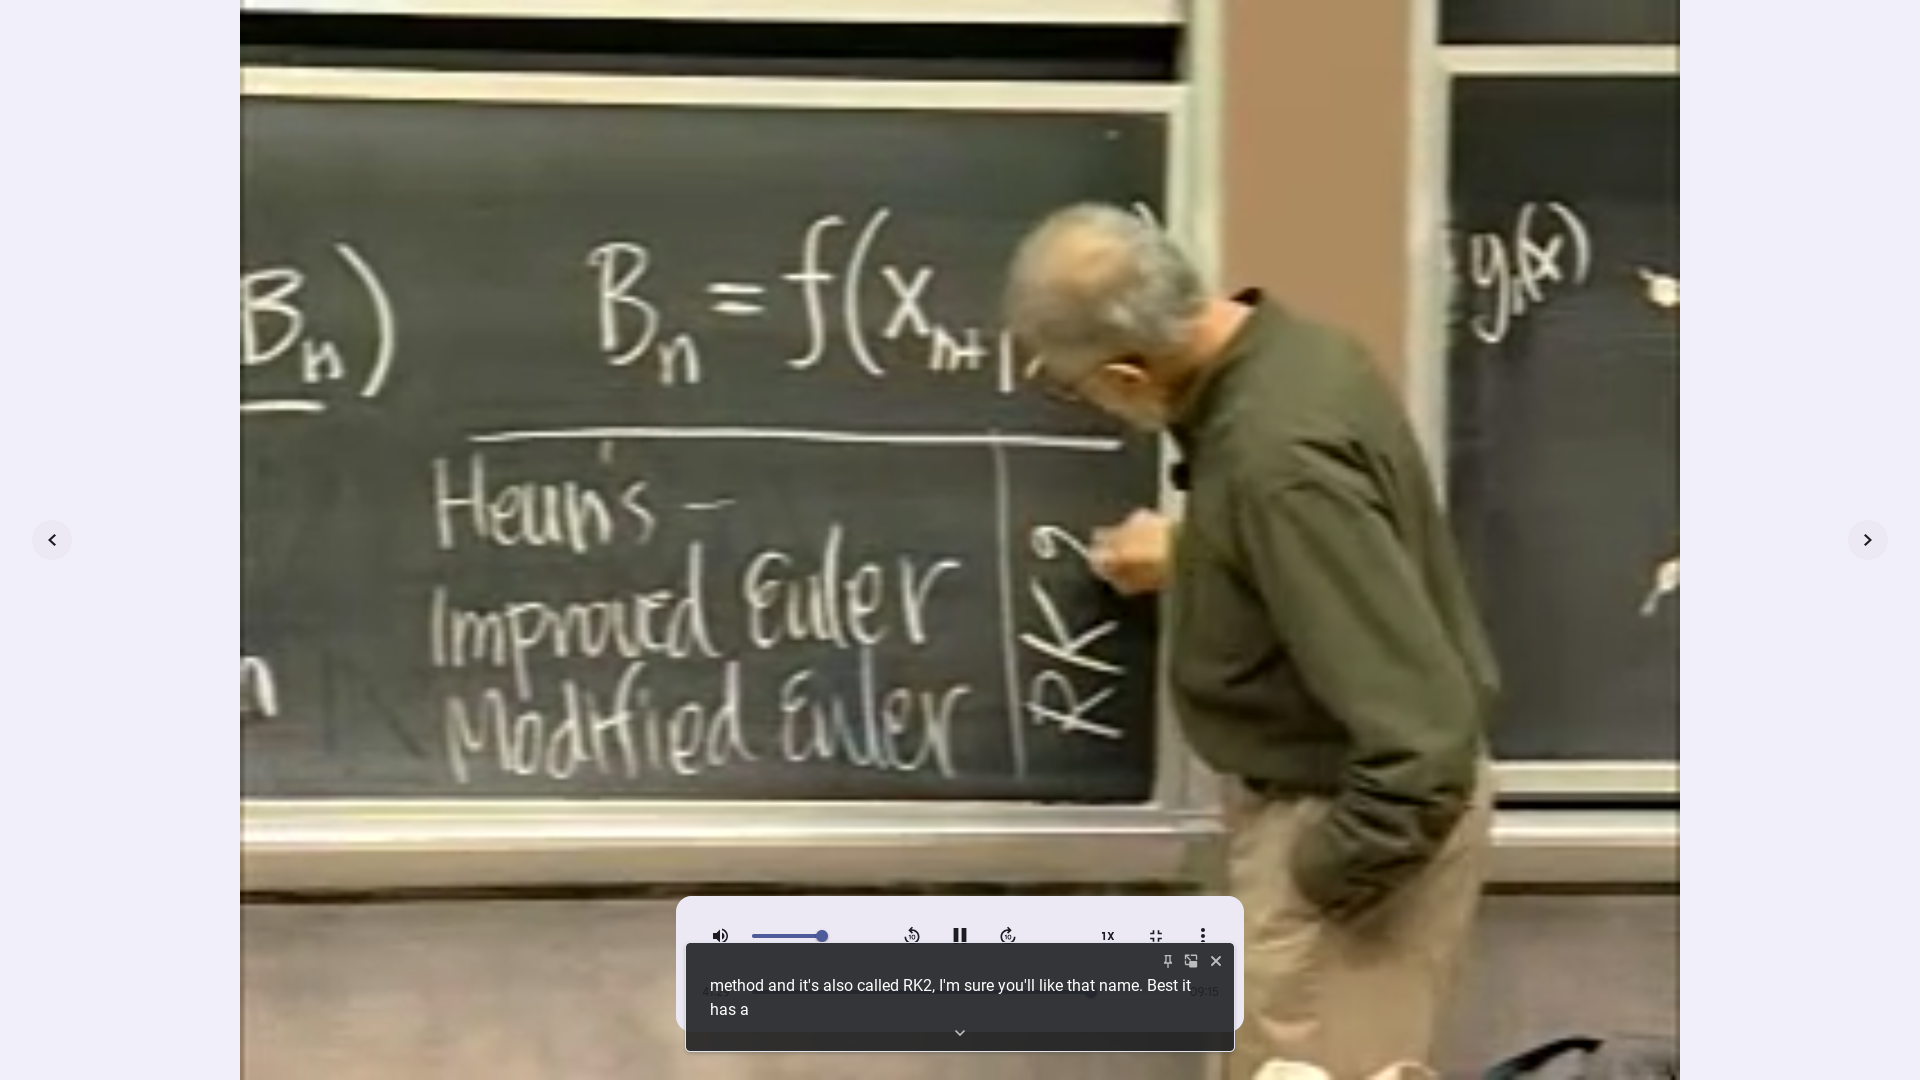 Bn)
Bn = f(xn+1,
)
y1(x)
Heun's –
Improved Euler
Modified Euler
RK2
n
1X
method and it's also called RK2, I'm sure you'll like that name. Best it
has a